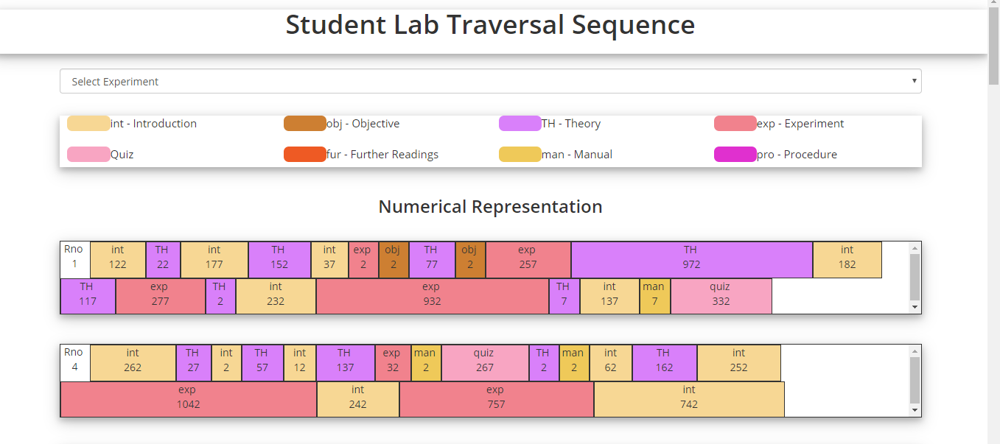 Student Lab Traversal Sequence
Select Experiment
int - Introduction obj - Objective TH - Theory exp - Experiment
Quiz fur - Further Readings man - Manual pro - Procedure
Numerical Representation
Rno int TH int TH int exp obj TH obj exp TH int
1 122 22 177 152 37 2 2 77 2 257 972 182
TH exp TH int exp TH int man quiz
117 277 2 232 932 7 137 7 332
Rno int TH int TH int TH exp man quiz TH man int TH int
4 262 27 2 57 12 137 32 2 267 2 2 62 162 252
exp int exp int
1042 242 757 742